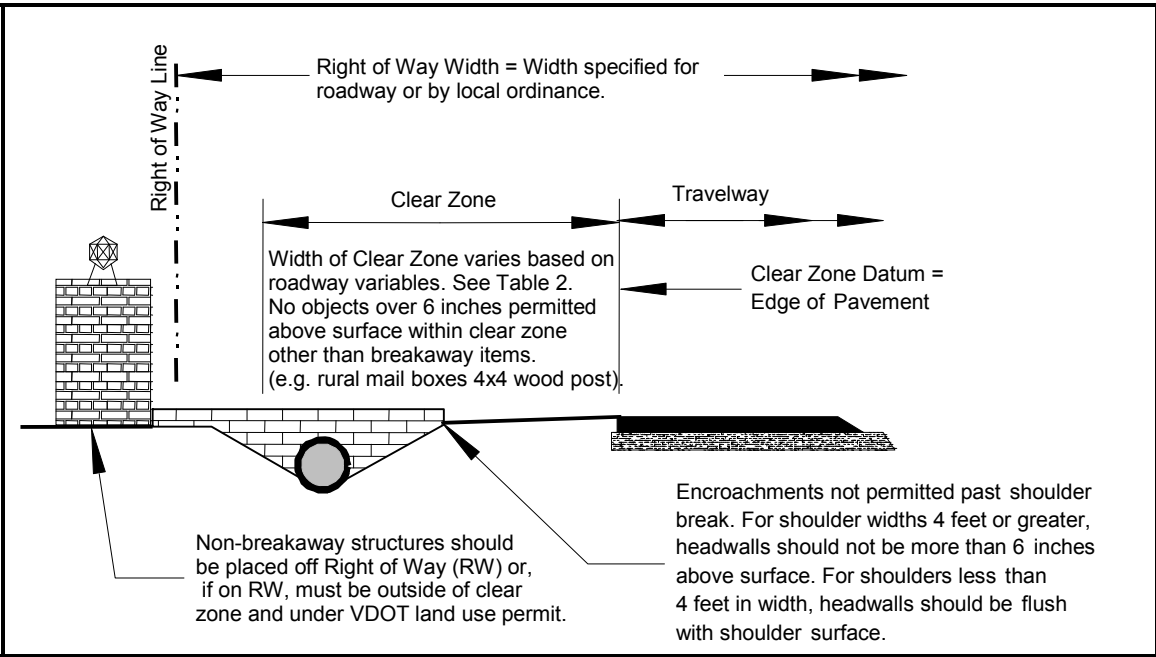 Right of Way Line
Right of Way Width = Width specified for
roadway or by local ordinance.
Clear Zone
Travelway
Width of Clear Zone varies based on
roadway variables. See Table 2.
No objects over 6 inches permitted
above surface within clear zone
other than breakaway items.
(e.g. rural mail boxes 4x4 wood post).
Clear Zone Datum =
Edge of Pavement
Non-breakaway structures should
be placed off Right of Way (RW) or,
if on RW, must be outside of clear
zone and under VDOT land use permit.
Encroachments not permitted past shoulder
break. For shoulder widths 4 feet or greater,
headwalls should not be more than 6 inches
above surface. For shoulders less than
4 feet in width, headwalls should be flush
with shoulder surface.